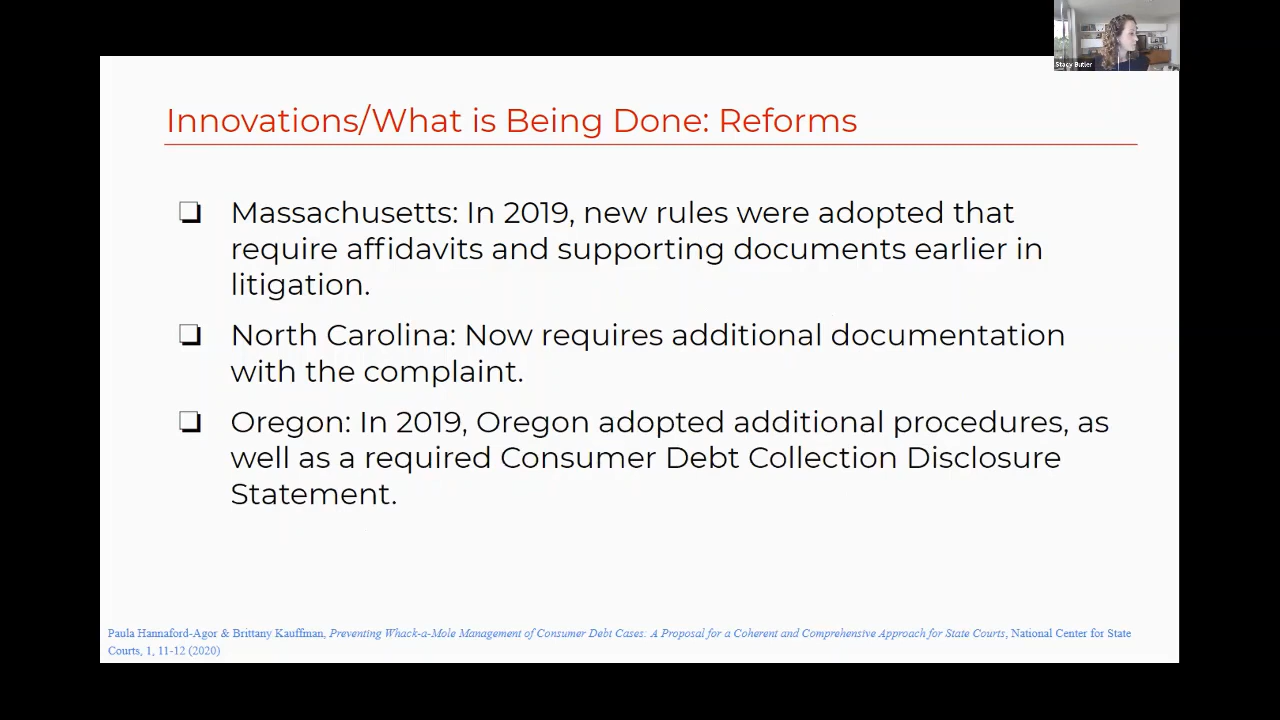 Stacy Butler
Innovations/What is Being Done: Reforms
❏ Massachusetts: In 2019, new rules were adopted that
require affidavits and supporting documents earlier in
litigation.
❏ North Carolina: Now requires additional documentation
with the complaint.
❏ Oregon: In 2019, Oregon adopted additional procedures, as
well as a required Consumer Debt Collection Disclosure
Statement.
Paula Hannaford-Agor & Brittany Kauffman, Preventing Whack-a-Mole Management of Consumer Debt Cases: A Proposal for a Coherent and Comprehensive Approach for State Courts, National Center for State
Courts, 1, 11-12 (2020)